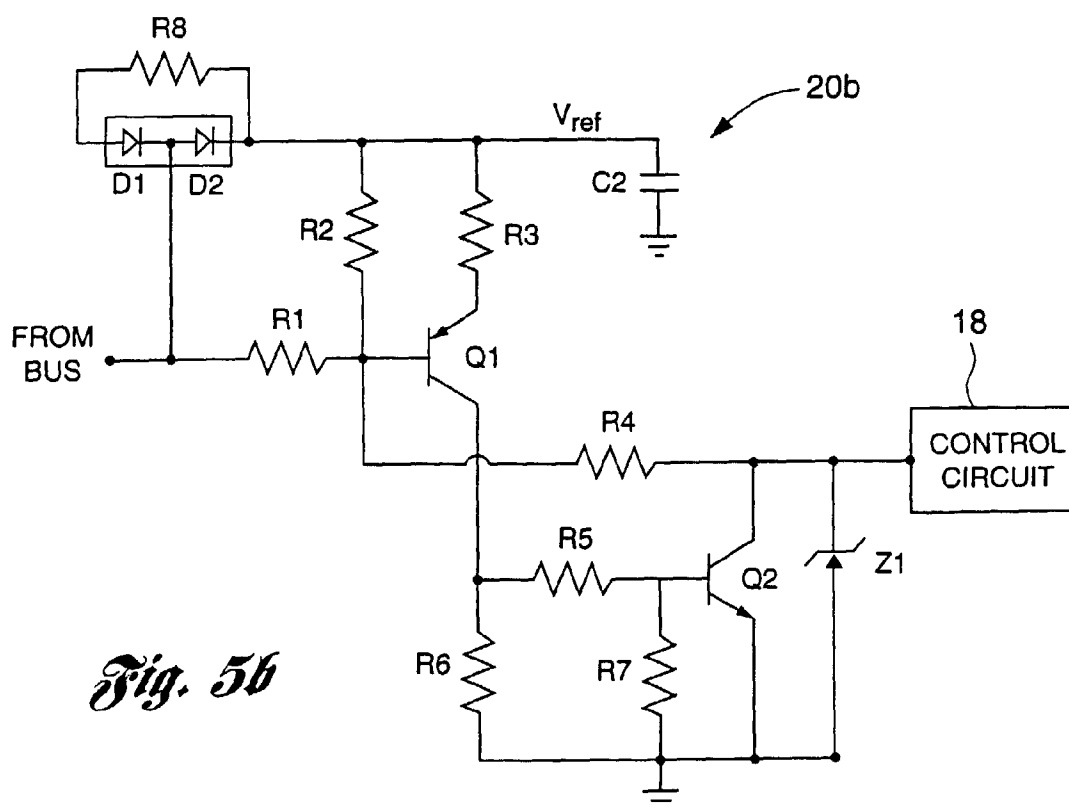 R8
20b
Vref
D1
D2
C2
R2
R3
FROM
BUS
R1
Q1
18
R4
CONTROL
CIRCUIT
R5
Q2
Z1
R6
R7
Fig. 5b